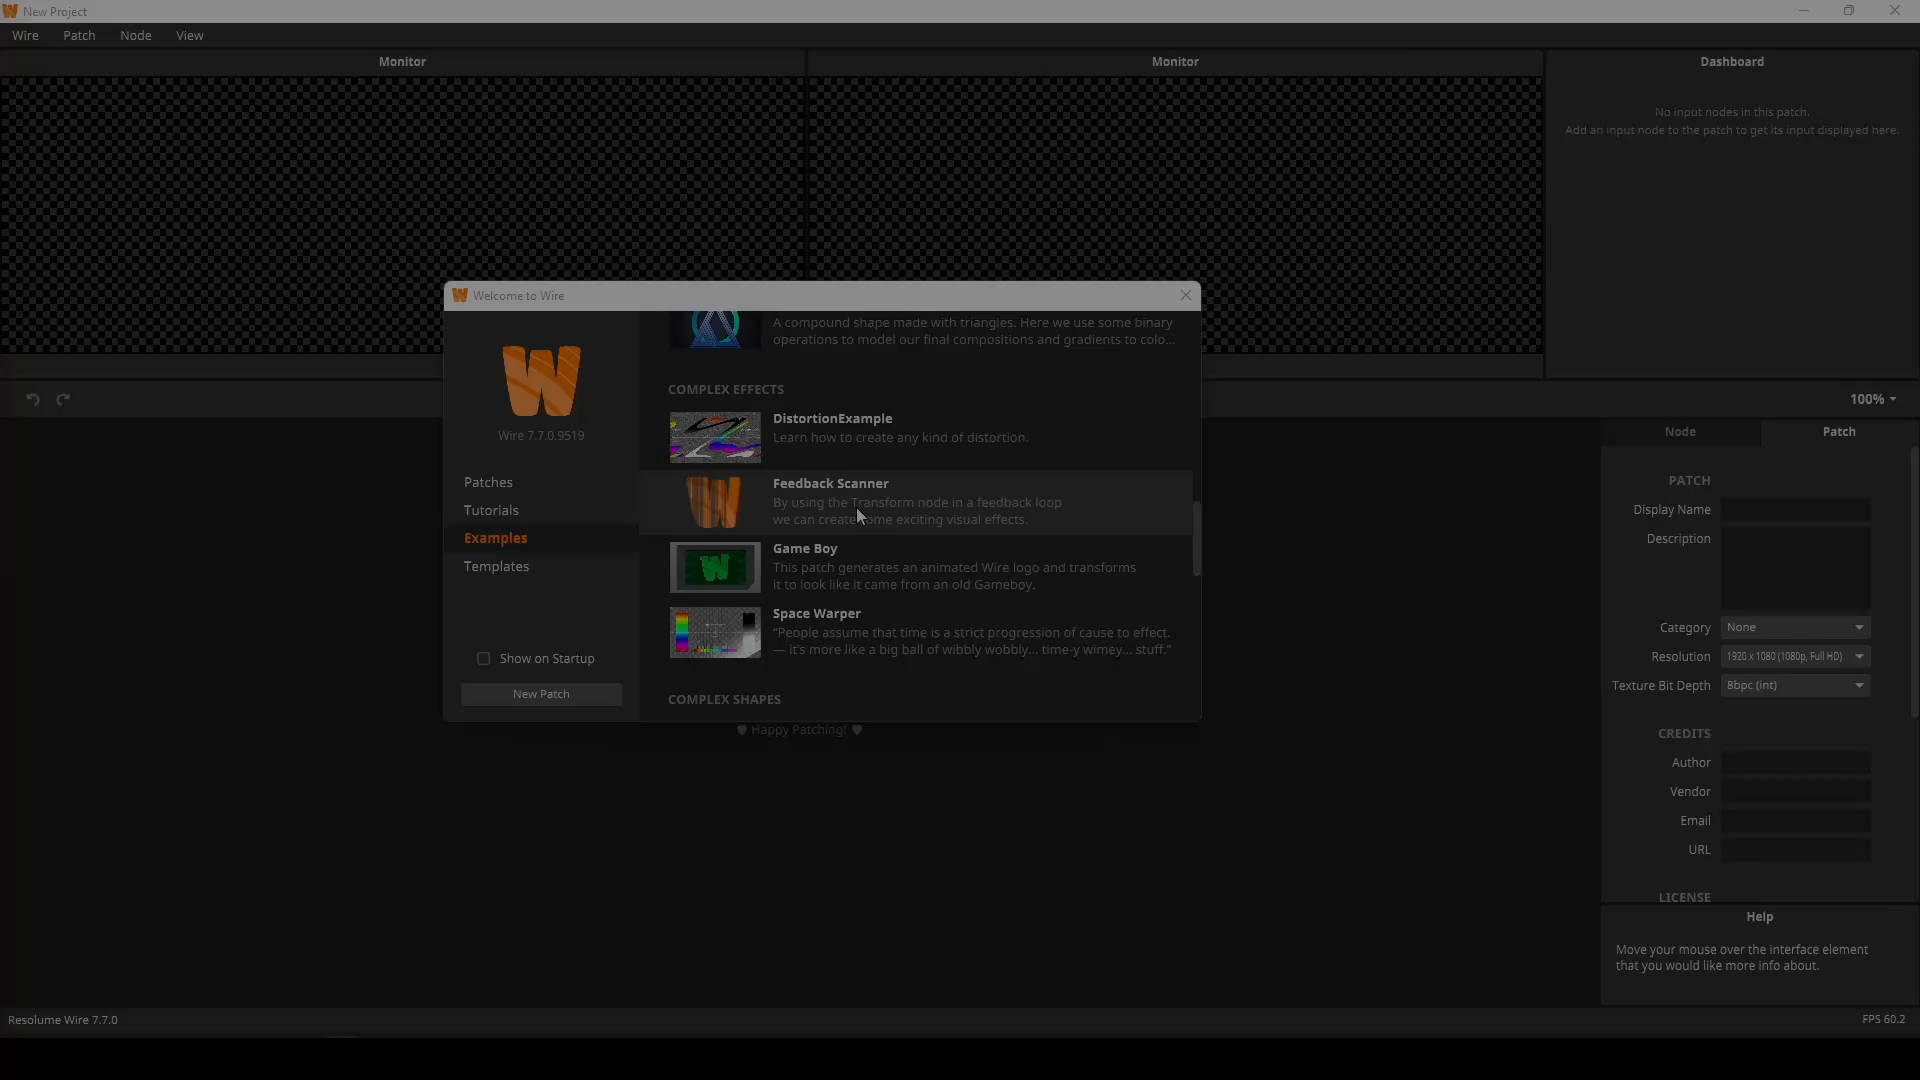 New Project
Wire Patch Node View
Monitor
Monitor
Dashboard
No input nodes in this patch.
Add an input node to the patch to get its input displayed here.
Welcome to Wire
Wire 7.7.0.9519
Patches
Tutorials
Examples
Templates
Show on Startup
New Patch
A compound shape made with triangles. Here we use some binary
operations to model our final compositions and gradients to colo...
COMPLEX EFFECTS
DistortionExample
Learn how to create any kind of distortion.
Feedback Scanner
By using the Transform node in a feedback loop
we can create some exciting visual effects.
Game Boy
This patch generates an animated Wire logo and transforms
it to look like it came from an old Gameboy.
Space Warper
"People assume that time is a strict progression of cause to effect.
— it's more like a big ball of wibbly wobbly... time-y wimey... stuff."
COMPLEX SHAPES
♥ Happy Patching! ♥
100%
Node
Patch
PATCH
Display Name
Description
Category None
Resolution 1920 x 1080 (1080p, Full HD)
Texture Bit Depth 8bpc (int)
CREDITS
Author
Vendor
Email
URL
LICENSE
Help
Move your mouse over the interface element
that you would like more info about.
Resolume Wire 7.7.0
FPS 60.2